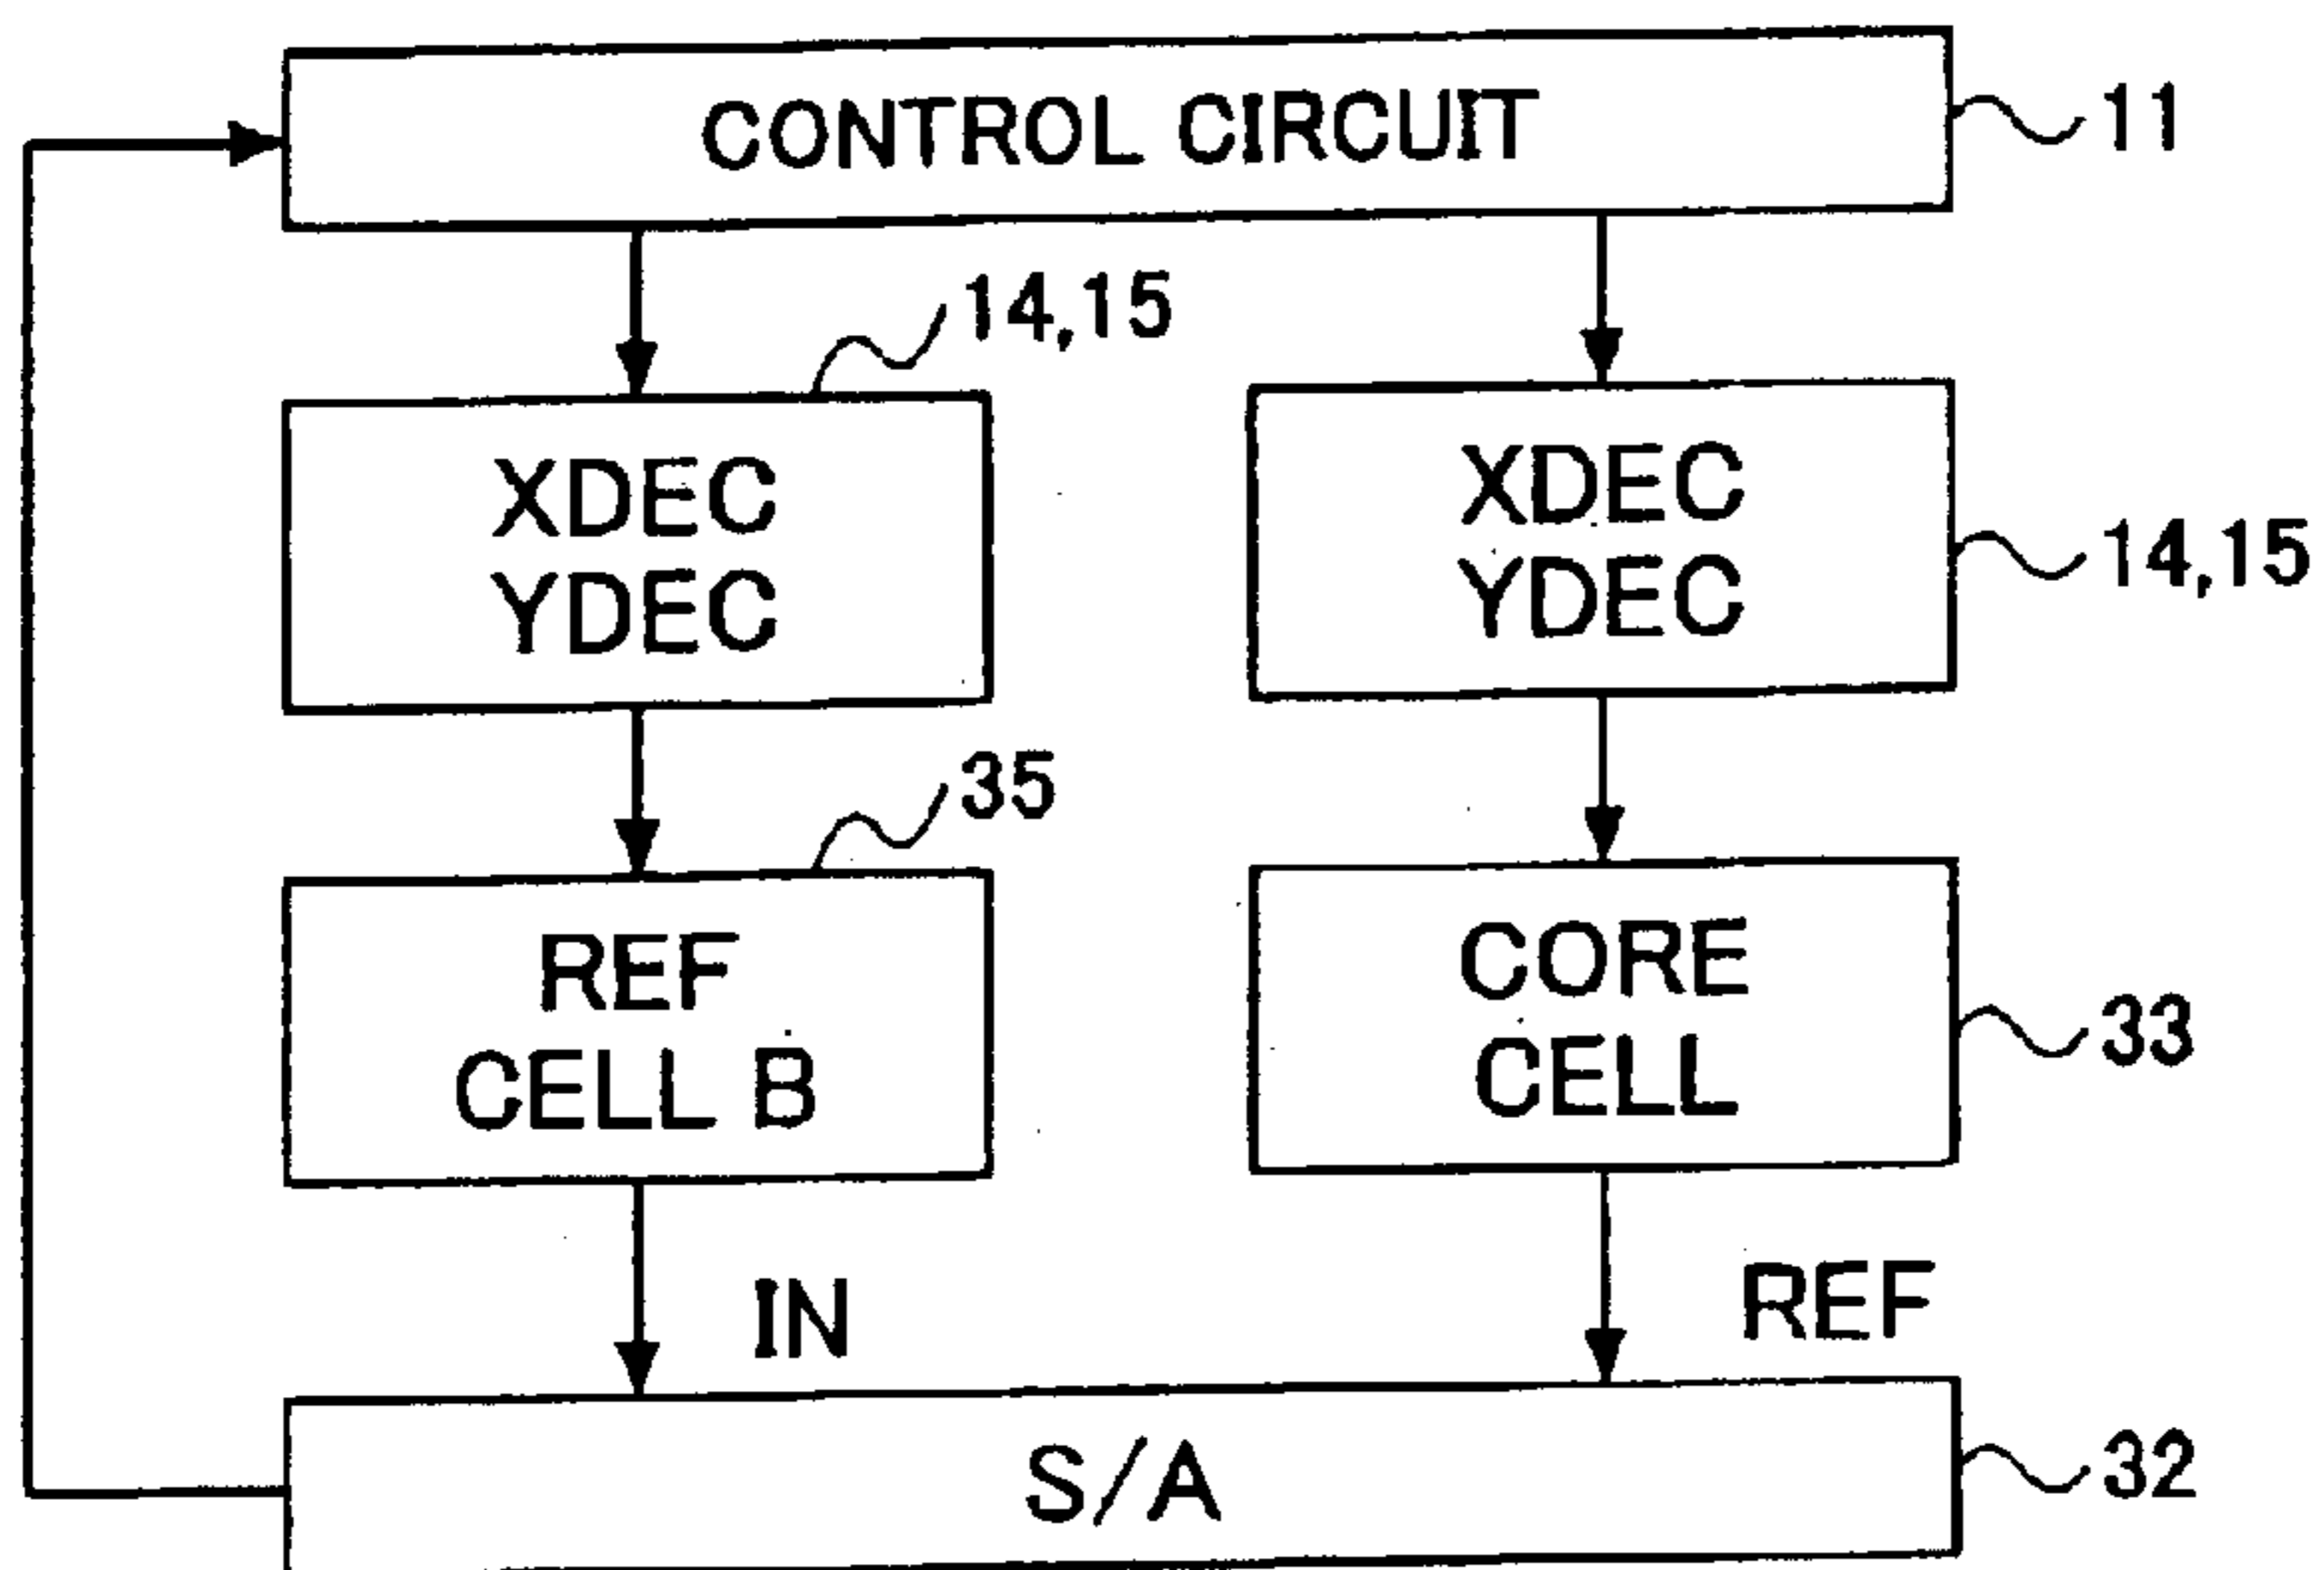 CONTROL CIRCUIT
11
14,15
XDEC
YDEC
XDEC
YDEC
14,15
35
REF
CELL B
CORE
CELL
33
IN
REF
S/A
32